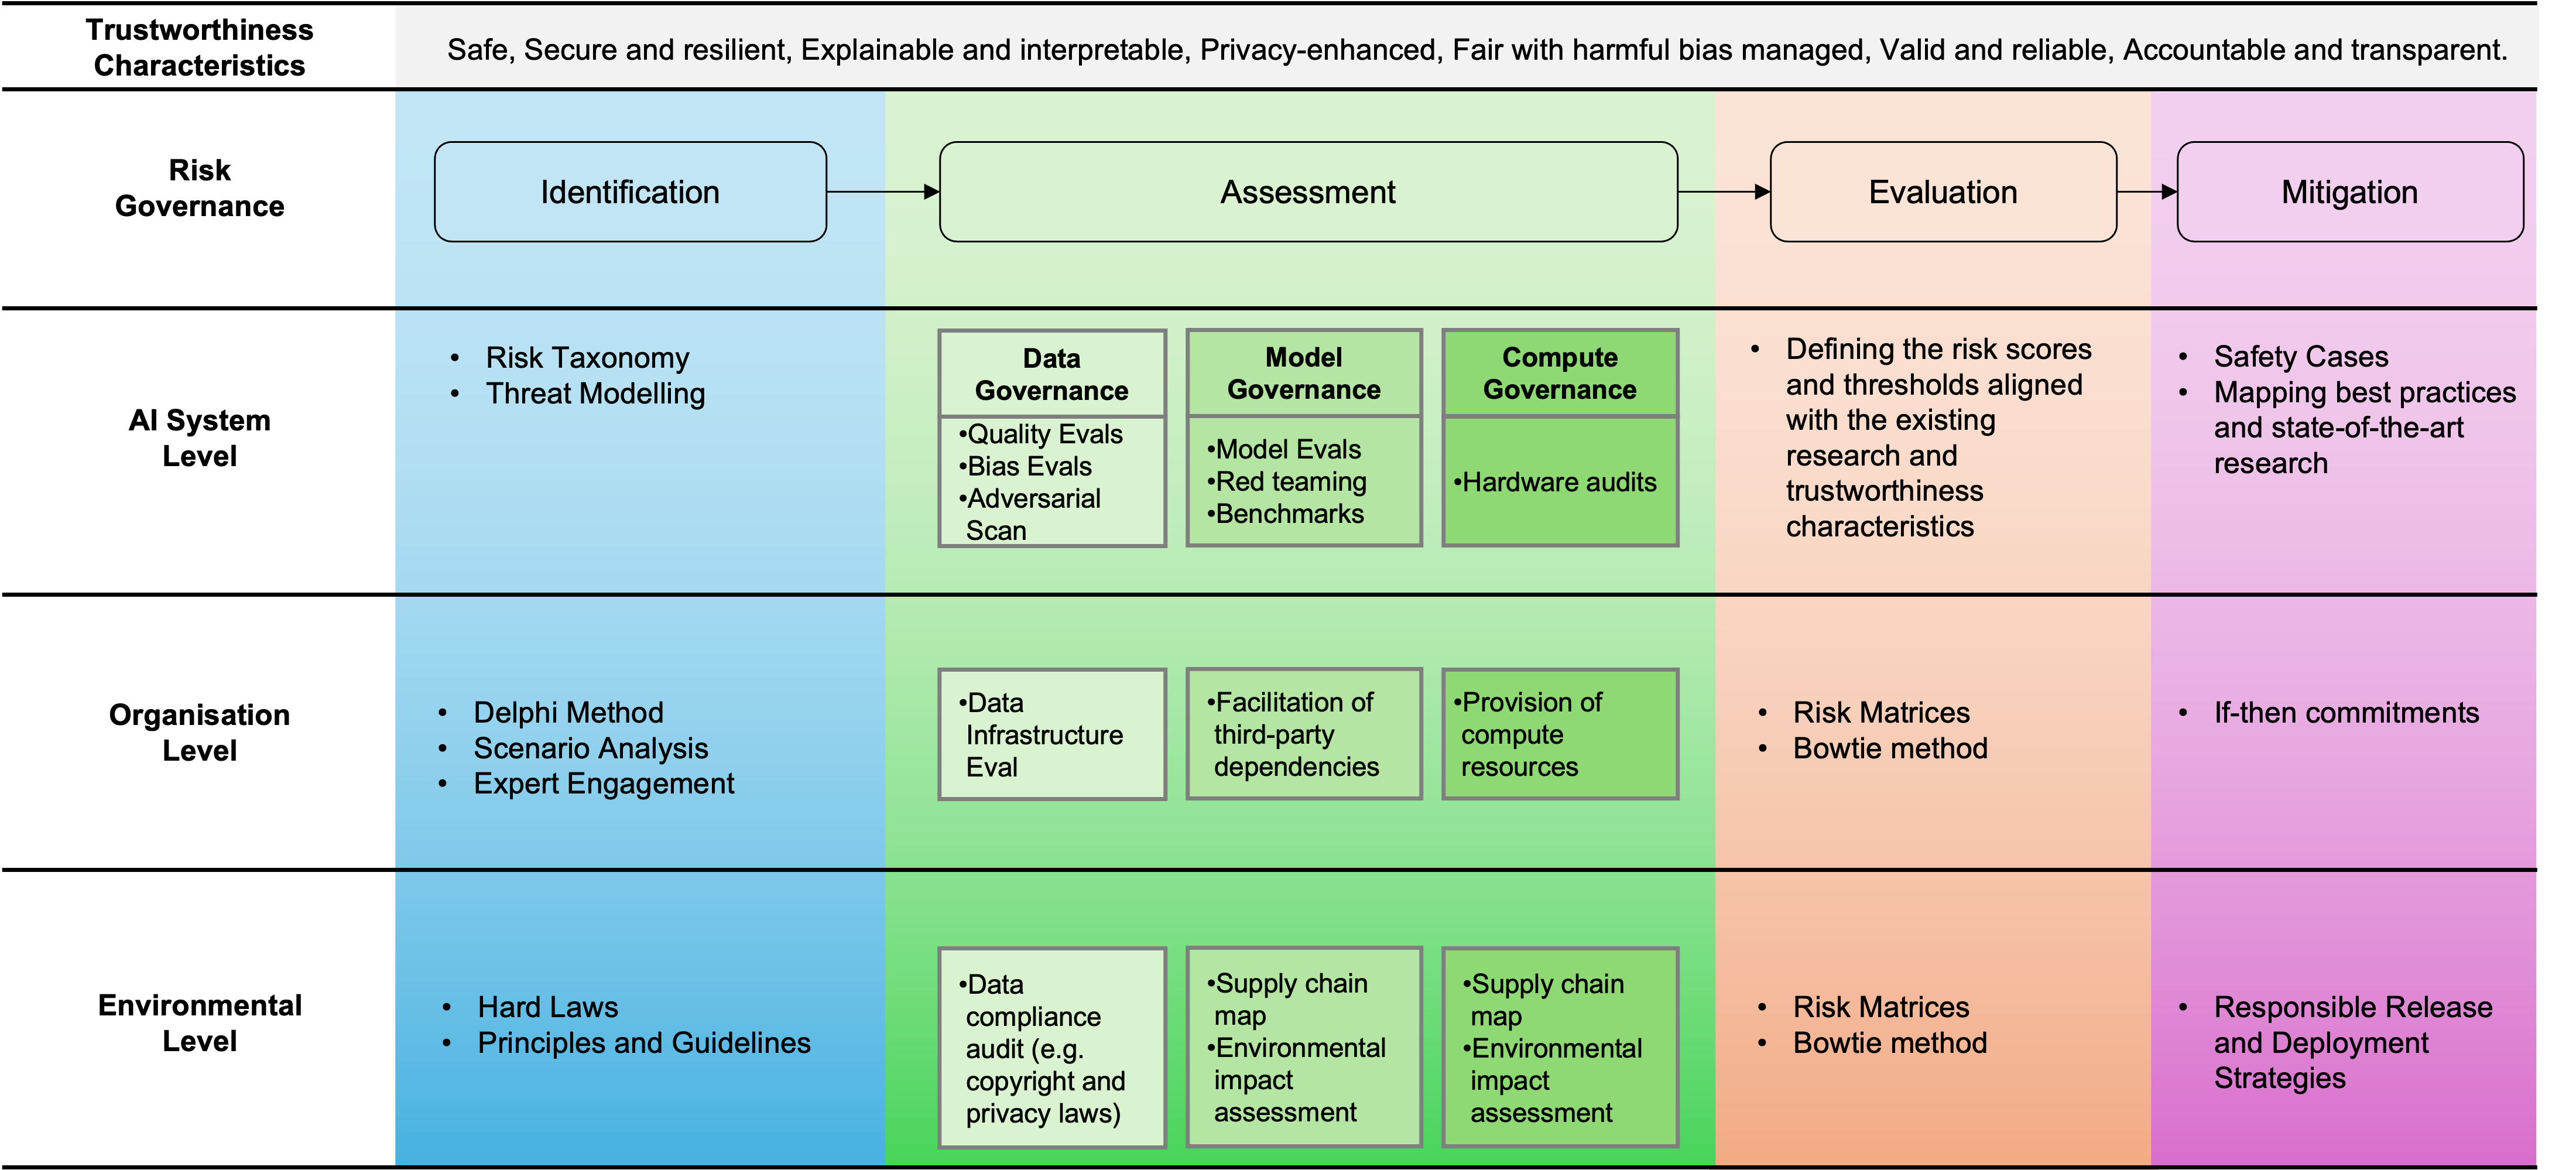 Trustworthiness
Characteristics
Safe, Secure and resilient, Explainable and interpretable, Privacy-enhanced, Fair with harmful bias managed, Valid and reliable, Accountable and transparent.
Risk
Governance
Identification
Assessment
Evaluation
Mitigation
AI System
Level
• Risk Taxonomy
• Threat Modelling
Data
Governance
•Quality Evals
•Bias Evals
•Adversarial
Scan
Model
Governance
•Model Evals
•Red teaming
•Benchmarks
Compute
Governance
•Hardware audits
• Defining the risk scores
and thresholds aligned
with the existing
research and
trustworthiness
characteristics
• Safety Cases
• Mapping best practices
and state-of-the-art
research
Organisation
Level
• Delphi Method
• Scenario Analysis
• Expert Engagement
•Data
Infrastructure
Eval
•Facilitation of
third-party
dependencies
•Provision of
compute
resources
• Risk Matrices
• Bowtie method
• If-then commitments
Environmental
Level
• Hard Laws
• Principles and Guidelines
•Data
compliance
audit (e.g.
copyright and
privacy laws)
•Supply chain
map
•Environmental
impact
assessment
•Supply chain
map
•Environmental
impact
assessment
• Risk Matrices
• Bowtie method
• Responsible Release
and Deployment
Strategies